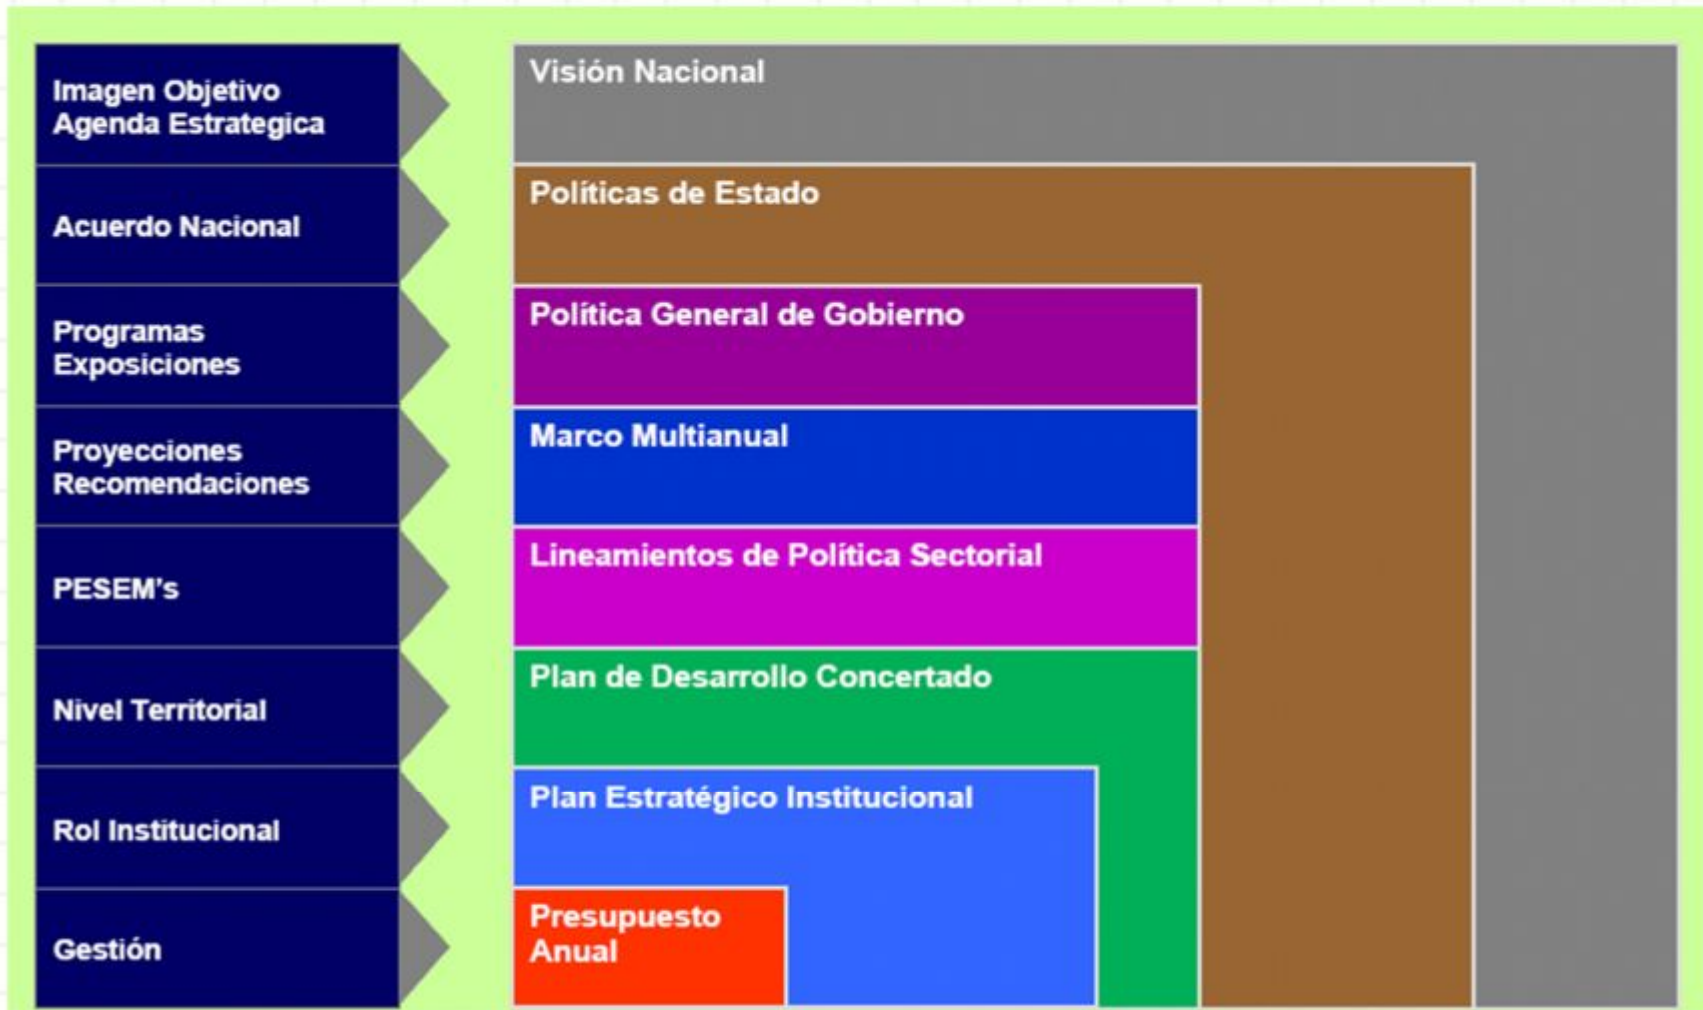 Imagen Objetivo
Agenda Estrategica
Visión Nacional
Acuerdo Nacional
Políticas de Estado
Programas
Exposiciones
Política General de Gobierno
Proyecciones
Recomendaciones
Marco Multianual
PESEM's
Lineamientos de Política Sectorial
Nivel Territorial
Plan de Desarrollo Concertado
Rol Institucional
Plan Estratégico Institucional
Gestión
Presupuesto
Anual